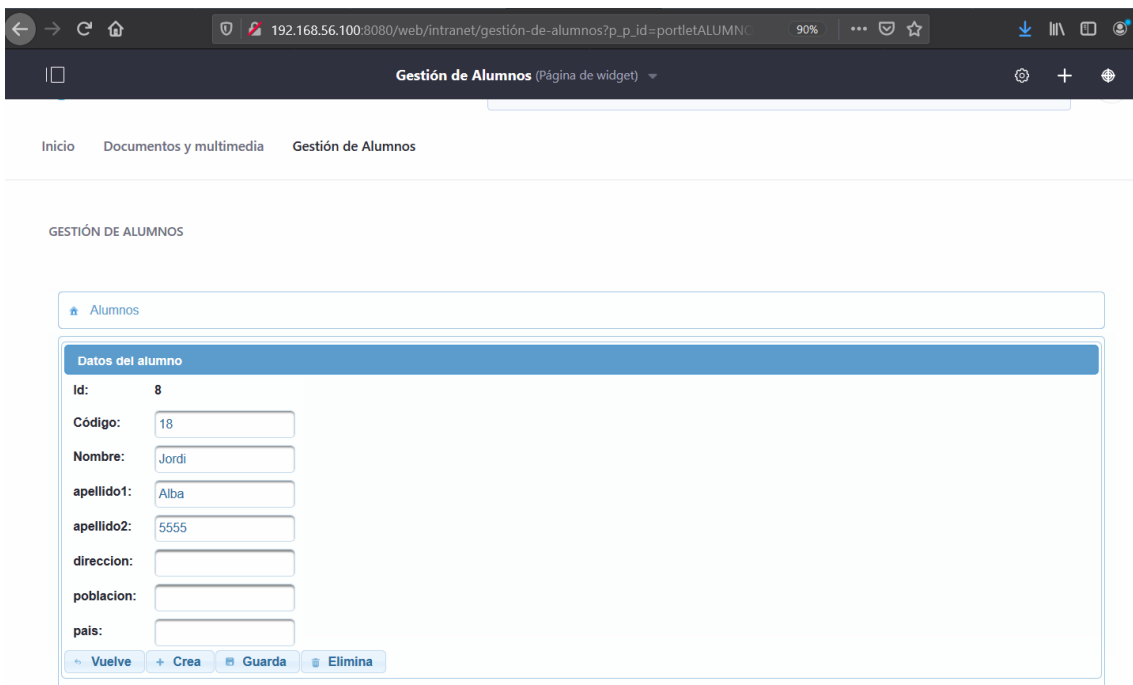 192.168.56.100:8080/web/intranet/gestión-de-alumnos?p_p_id=portletALUMNO 90%
Gestión de Alumnos (Página de widget)
Inicio Documentos y multimedia Gestión de Alumnos
GESTIÓN DE ALUMNOS
Alumnos
Datos del alumno
Id: 8
Código: 18
Nombre: Jordi
apellido1: Alba
apellido2: 5555
direccion:
poblacion:
pais:
Vuelve Crea Guarda Elimina